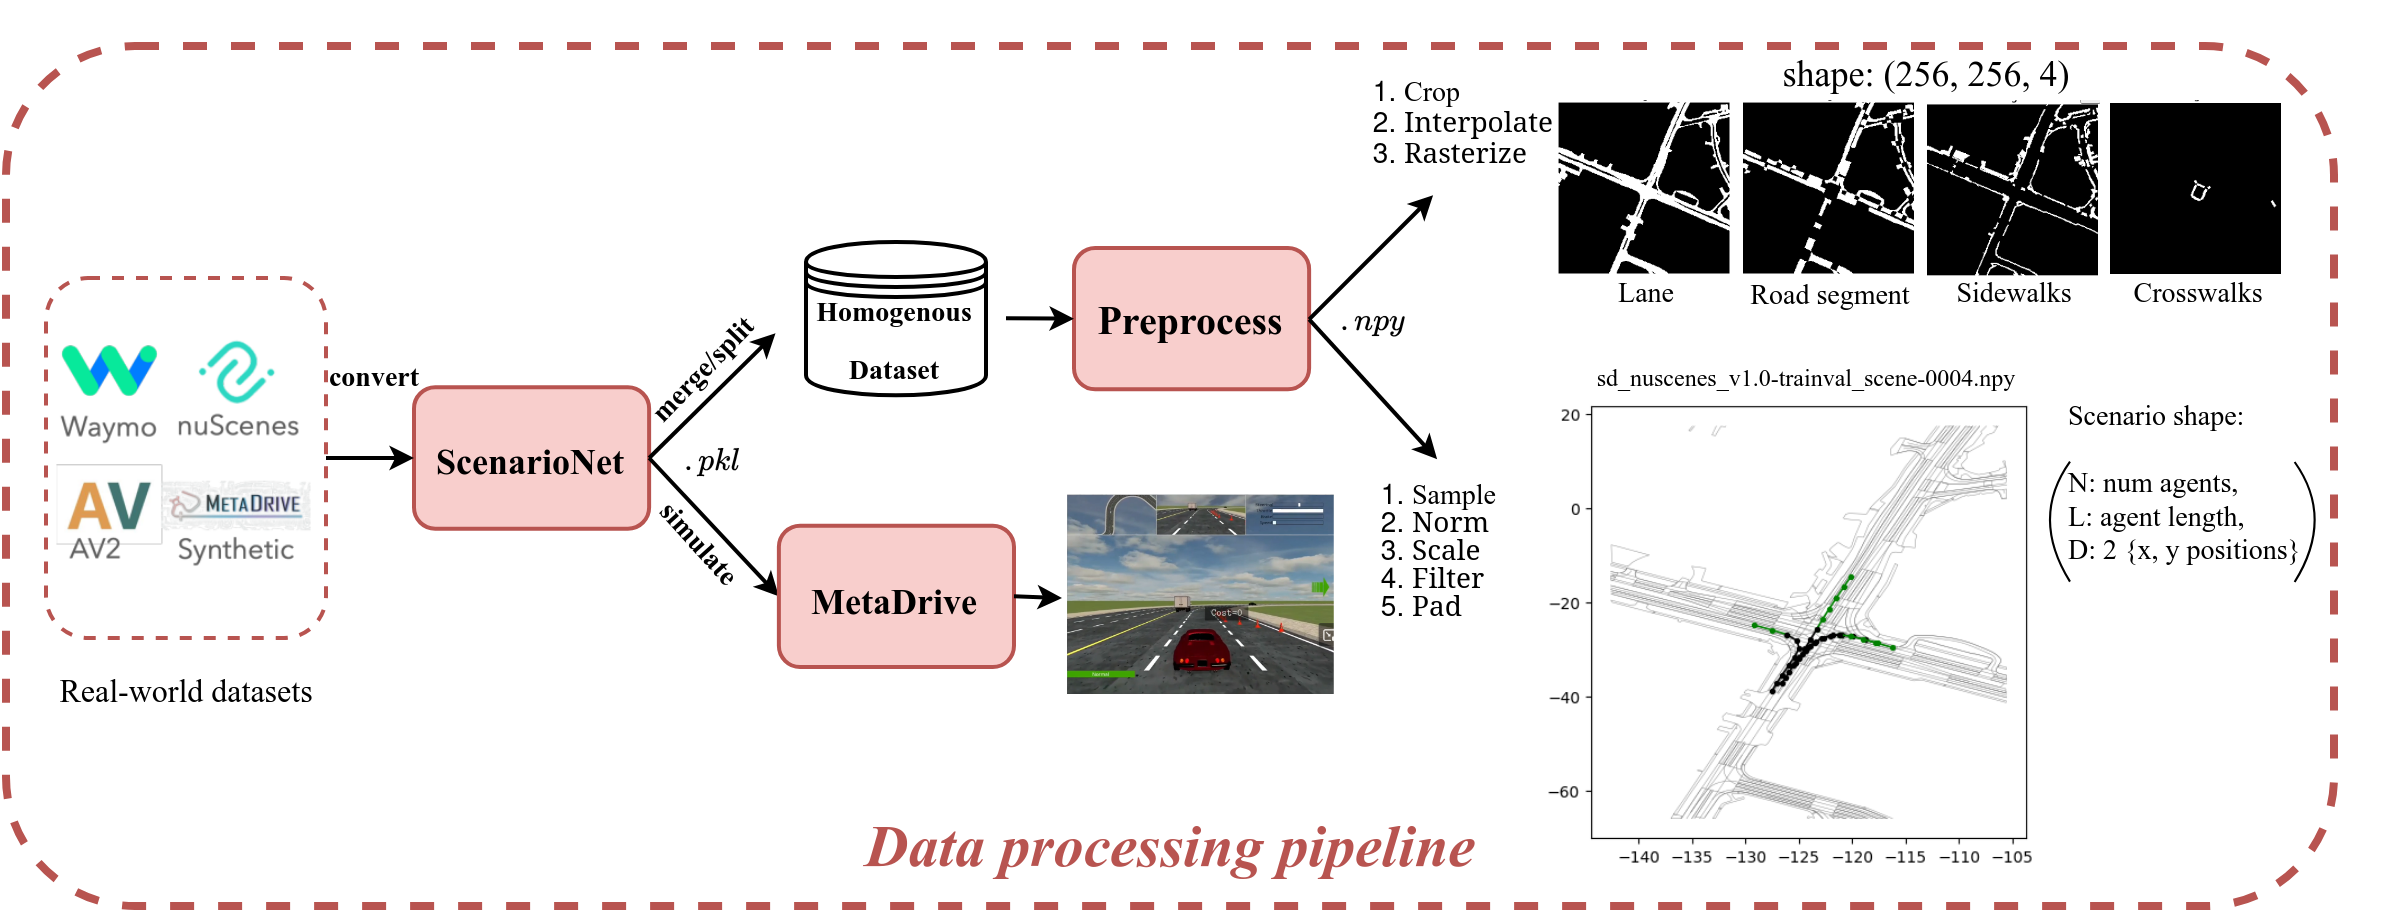 Waymo
nuScenes
AV
AV2
METADRIVE
Synthetic
Real-world datasets
convert
ScenarioNet
merge/split
.pkl
simulate
Homogenous
Dataset
MetaDrive
Cost=0
Normal
Preprocess
.npy
1. Crop
2. Interpolate
3. Rasterize
1. Sample
2. Norm
3. Scale
4. Filter
5. Pad
shape: (256, 256, 4)
Lane
Road segment
Sidewalks
Crosswalks
sd_nuscenes_v1.0-trainval_scene-0004.npy
20
0
−20
−40
−60
−140 −135 −130 −125 −120 −115 −110 −105
Scenario shape:
N: num agents,
L: agent length,
D: 2 {x, y positions}
Data processing pipeline